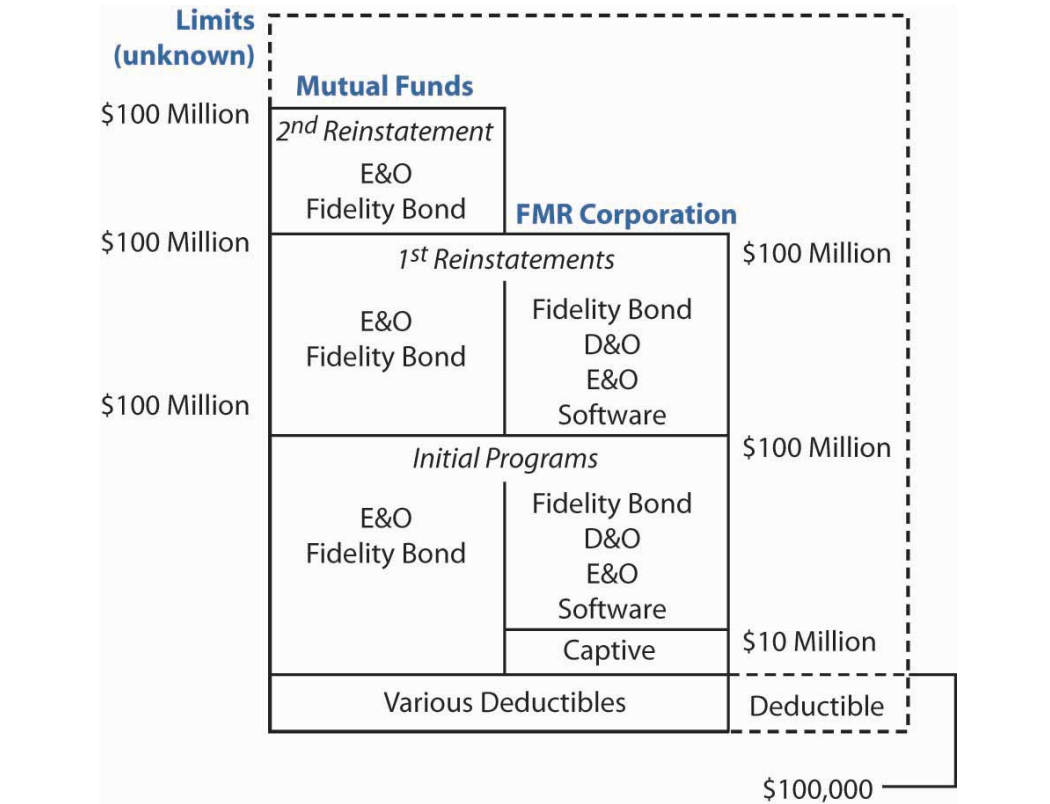 Limits
(unknown)
Mutual Funds
$100 Million
2nd Reinstatement
E&O
Fidelity Bond
FMR Corporation
$100 Million
1st Reinstatements
$100 Million
E&O
Fidelity Bond
Fidelity Bond
D&O
E&O
Software
$100 Million
Initial Programs
$100 Million
E&O
Fidelity Bond
Fidelity Bond
D&O
E&O
Software
Captive
$10 Million
Various Deductibles
Deductible
$100,000